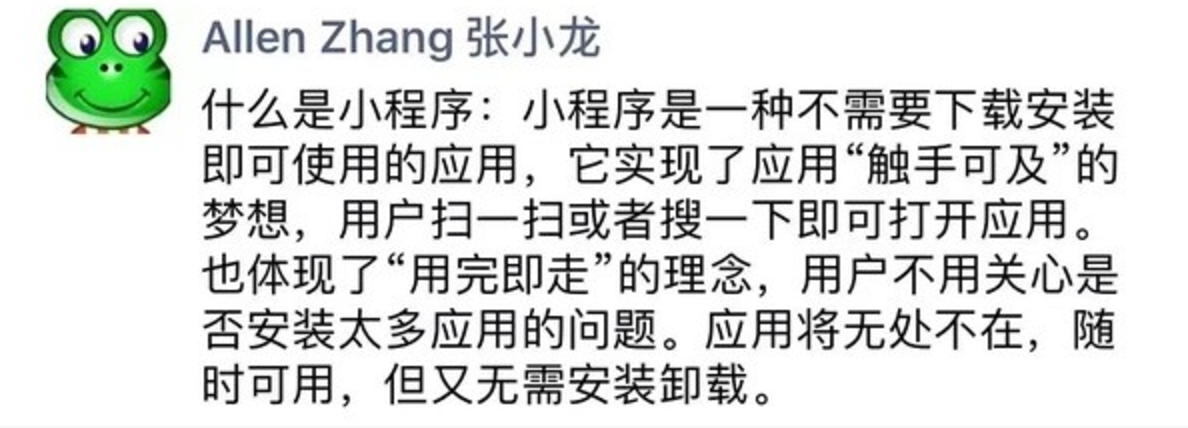 Allen Zhang 张小龙
什么是小程序：小程序是一种不需要下载安装
即可使用的应用，它实现了应用“触手可及”的
梦想，用户扫一扫或者搜一下即可打开应用。
也体现了“用完即走”的理念，用户不用关心是
否安装太多应用的问题。应用将无处不在，随
时可用，但又无需安装卸载。